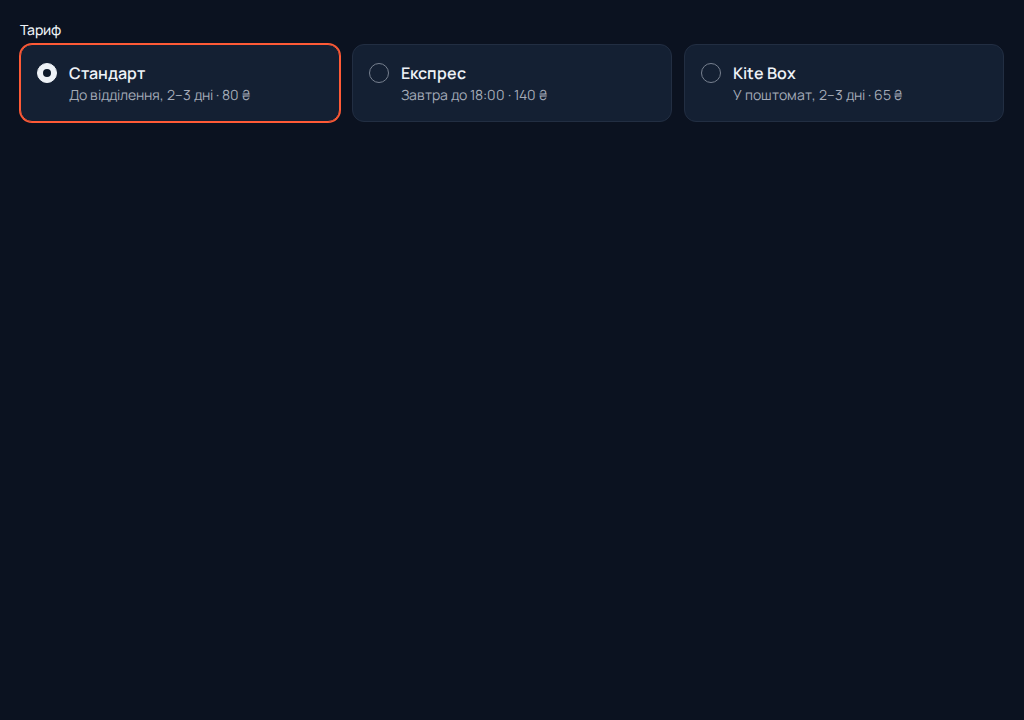 Тариф
Стандарт
До відділення, 2–3 дні · 80 ₴
Експрес
Завтра до 18:00 · 140 ₴
Kite Box
У поштомат, 2–3 дні · 65 ₴